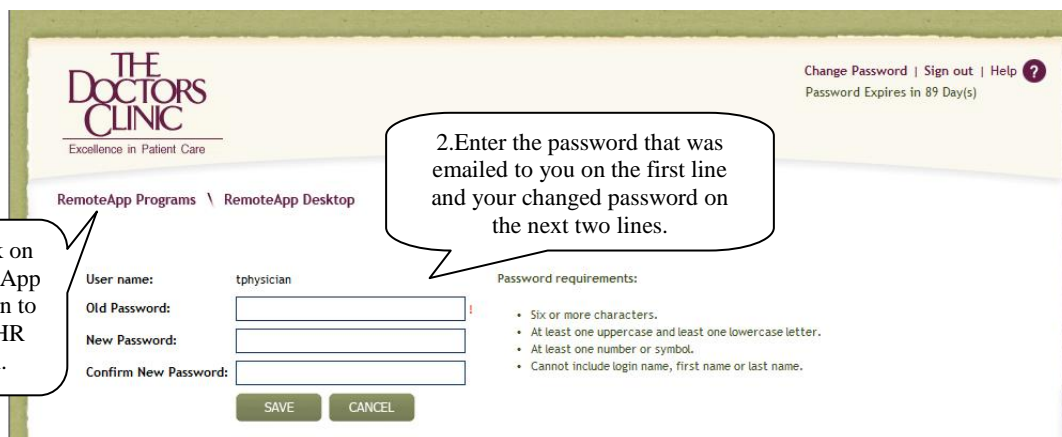 THE
DOCTORS
CLINIC
Excellence in Patient Care
Change Password | Sign out | Help ?
Password Expires in 89 Day(s)
2.Enter the password that was
emailed to you on the first line
and your changed password on
the next two lines.
RemoteApp Programs \ RemoteApp Desktop
on
App
to
User name: tphysician
Old Password: !
New Password:
Confirm New Password:
SAVE CANCEL
Password requirements:
• Six or more characters.
• At least one uppercase and least one lowercase letter.
• At least one number or symbol.
• Cannot include login name, first name or last name.